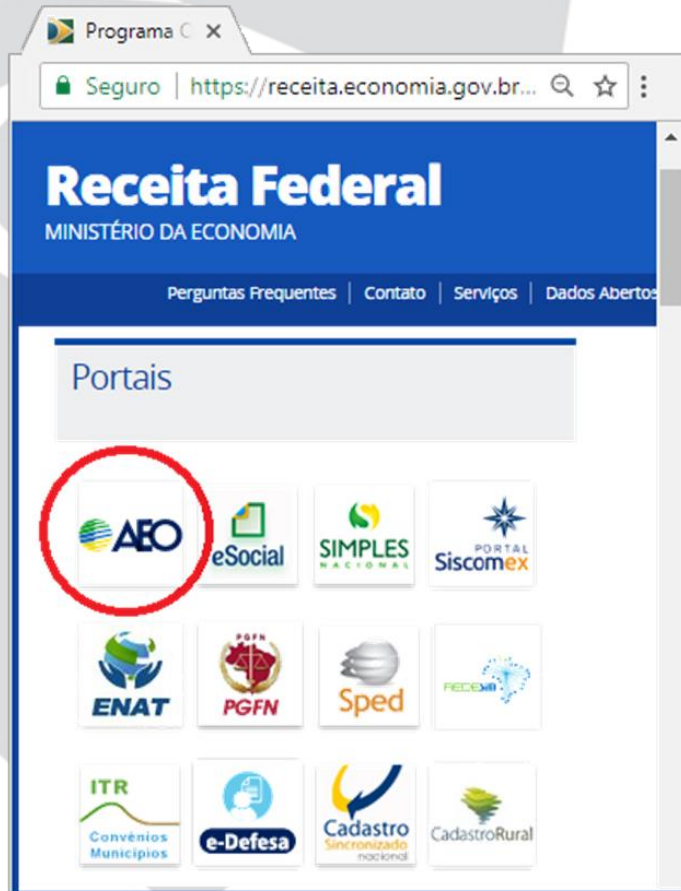 Programa C
Seguro | https://receita.economia.gov.br...
Receita Federal
MINISTÉRIO DA ECONOMIA
Perguntas Frequentes | Contato | Serviços | Dados Abertos
Portais
AEO
eSocial
SIMPLES
NACIONAL
PORTAL
Siscomex
ENAT
PGFN
PGFN
Sped
ITR
Convênios
Municípios
e-Defesa
Cadastro
Sincronizado
nacional
CadastroRural